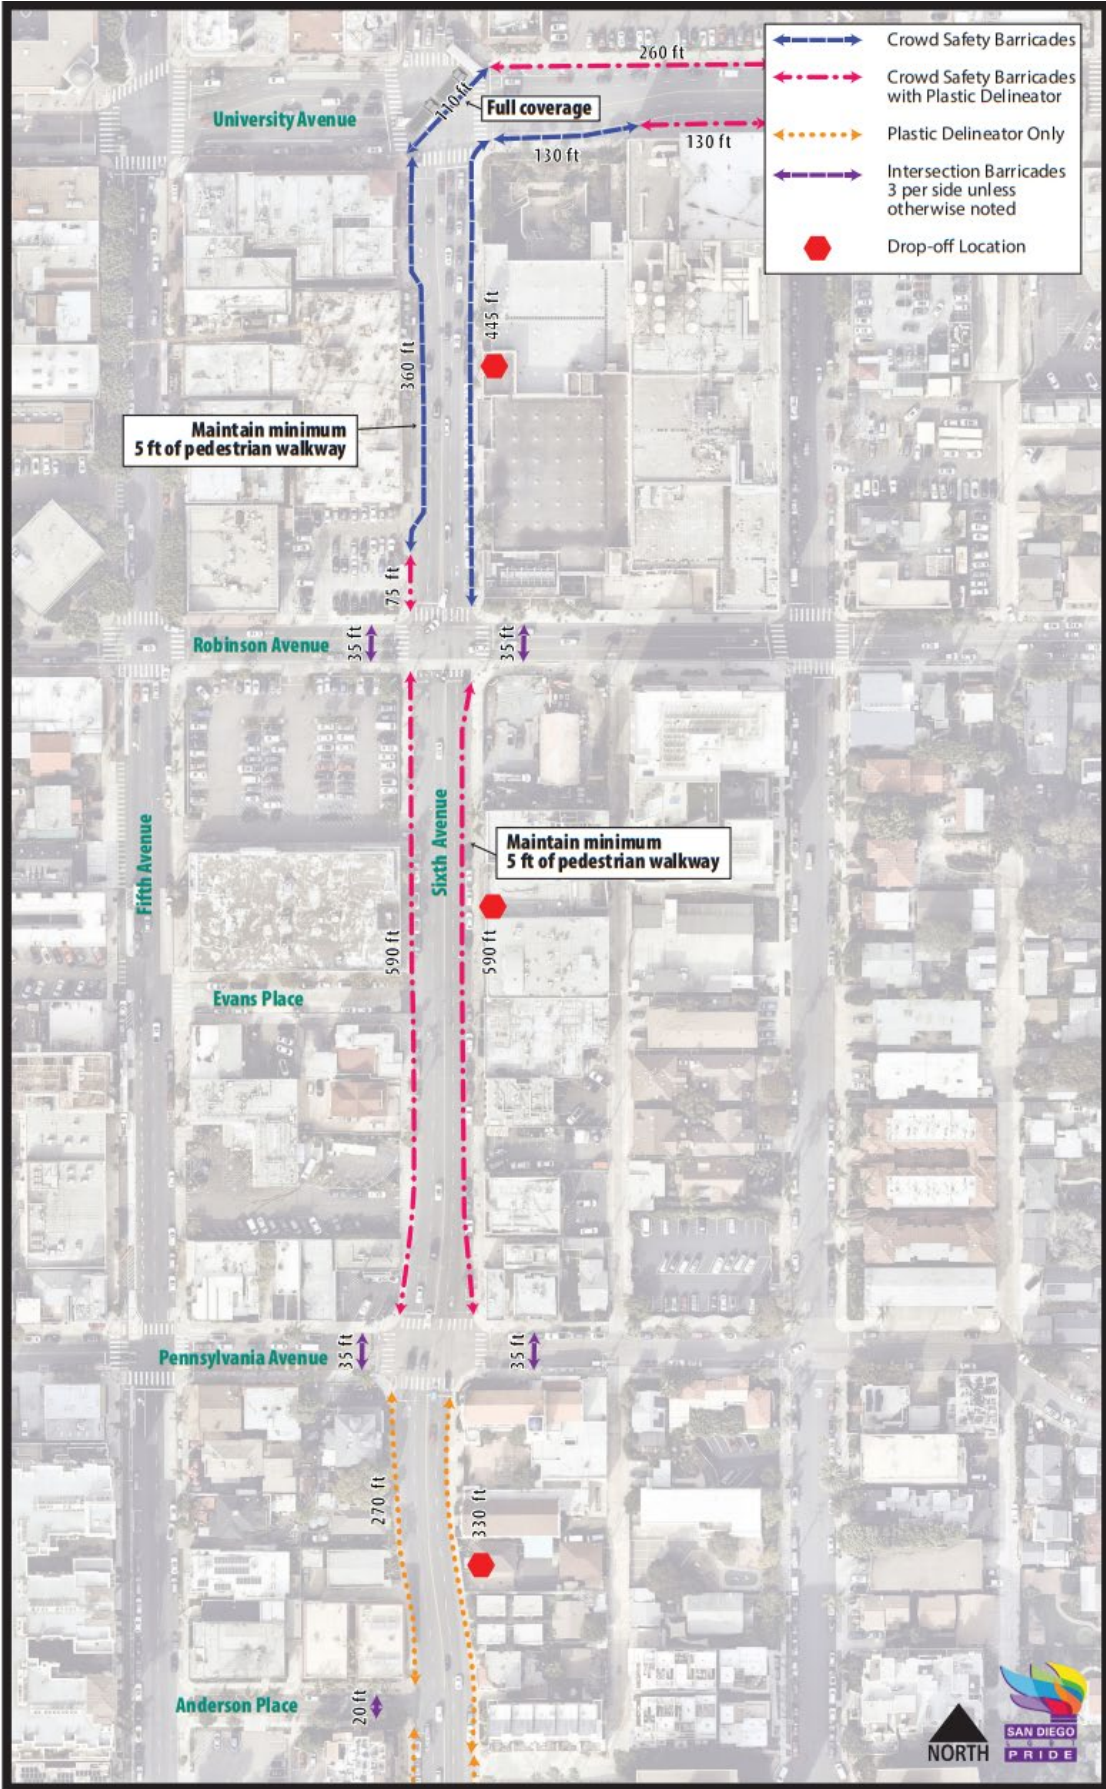 Crowd Safety Barricades
Crowd Safety Barricades
with Plastic Delineator
Plastic Delineator Only
Intersection Barricades
3 per side unless
otherwise noted
Drop-off Location
260 ft
110 ft
Full coverage
University Avenue
130 ft
130 ft
445 ft
360 ft
Maintain minimum
5 ft of pedestrian walkway
75 ft
Robinson Avenue
35 ft
35 ft
Fifth Avenue
Sixth Avenue
Maintain minimum
5 ft of pedestrian walkway
590 ft
590 ft
Evans Place
Pennsylvania Avenue
35 ft
35 ft
270 ft
330 ft
Anderson Place
20 ft
NORTH
SAN DIEGO
LGBT
PRIDE